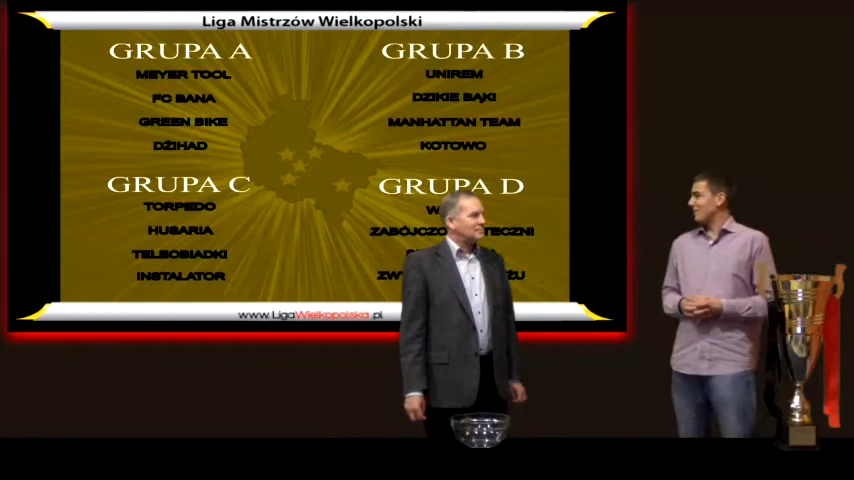 Liga Mistrzów Wielkopolski
GRUPA A
MEYER TOOL
FC BANA
GREEN BIKE
DŻIHAD
GRUPA B
UNIREM
DZIKIE BĄKI
MANHATTAN TEAM
KOTOWO
GRUPA C
TORPEDO
HUSARIA
TELEOSIADKI
INSTALATOR
GRUPA D
www.LigaWielkopolska.pl